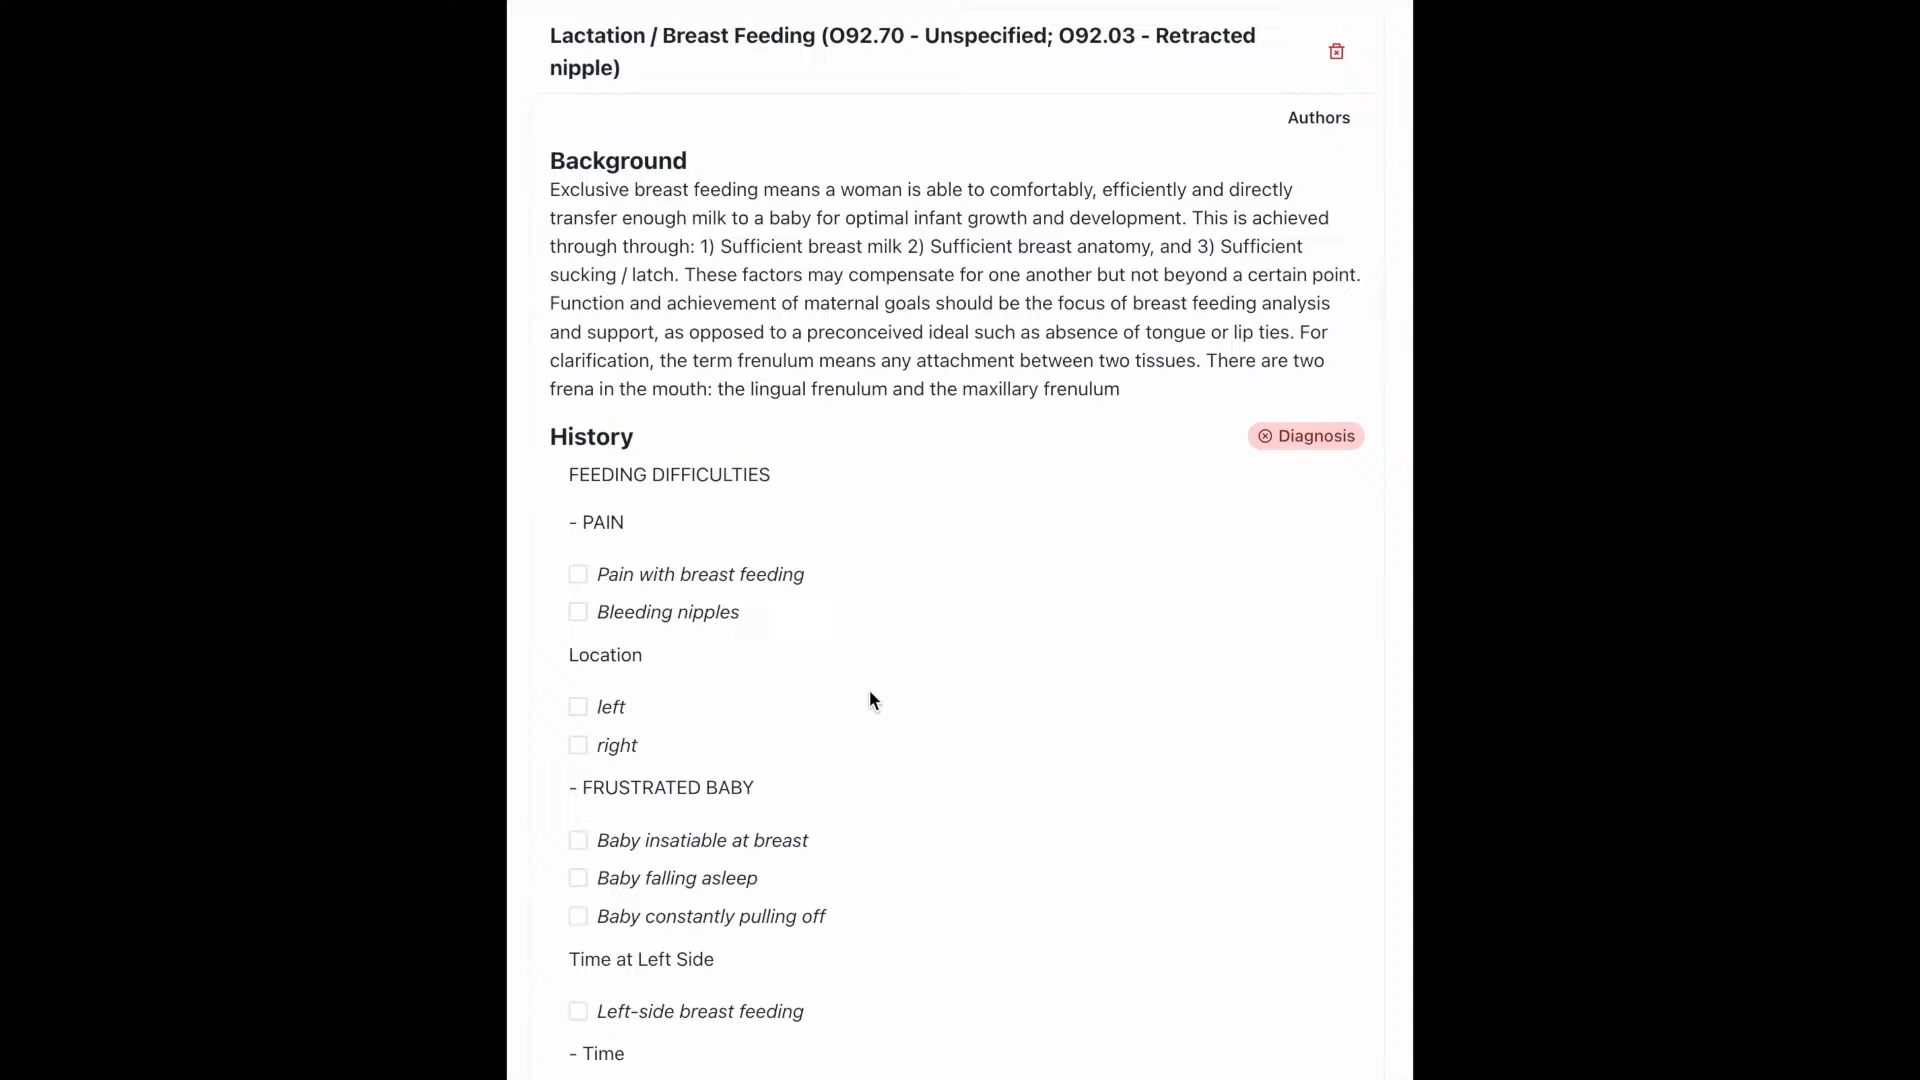 Lactation / Breast Feeding (O92.70 - Unspecified; O92.03 - Retracted
nipple)
Authors
Background
Exclusive breast feeding means a woman is able to comfortably, efficiently and directly
transfer enough milk to a baby for optimal infant growth and development. This is achieved
through through: 1) Sufficient breast milk 2) Sufficient breast anatomy, and 3) Sufficient
sucking / latch. These factors may compensate for one another but not beyond a certain point.
Function and achievement of maternal goals should be the focus of breast feeding analysis
and support, as opposed to a preconceived ideal such as absence of tongue or lip ties. For
clarification, the term frenulum means any attachment between two tissues. There are two
frena in the mouth: the lingual frenulum and the maxillary frenulum
History
Diagnosis
FEEDING DIFFICULTIES
- PAIN
Pain with breast feeding
Bleeding nipples
Location
left
right
- FRUSTRATED BABY
Baby insatiable at breast
Baby falling asleep
Baby constantly pulling off
Time at Left Side
Left-side breast feeding
- Time